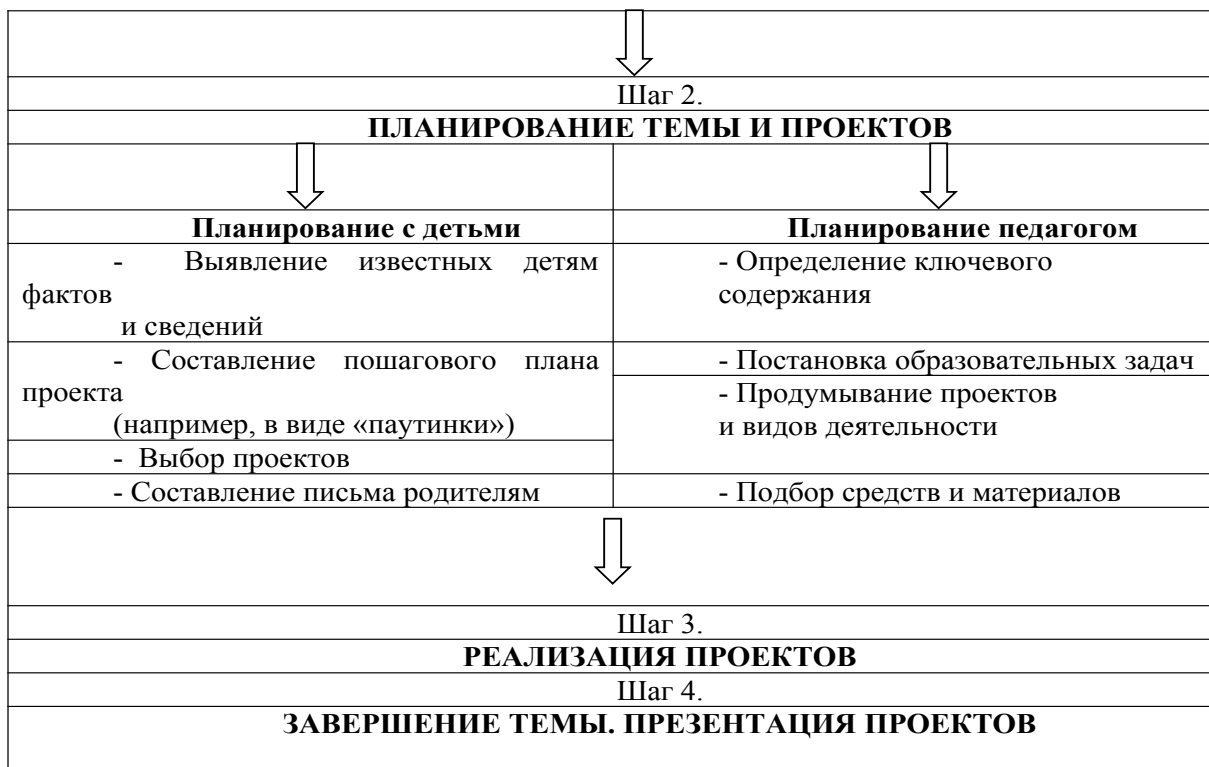 Шаг 2.
ПЛАНИРОВАНИЕ ТЕМЫ И ПРОЕКТОВ
Планирование с детьми
Планирование педагогом
- Выявление известных детям
фактов
и сведений
- Определение ключевого
содержания
- Составление пошагового плана
проекта
(например, в виде «паутинки»)
- Постановка образовательных задач
- Продумывание проектов
и видов деятельности
- Выбор проектов
- Составление письма родителям
- Подбор средств и материалов
Шаг 3.
РЕАЛИЗАЦИЯ ПРОЕКТОВ
Шаг 4.
ЗАВЕРШЕНИЕ ТЕМЫ. ПРЕЗЕНТАЦИЯ ПРОЕКТОВ